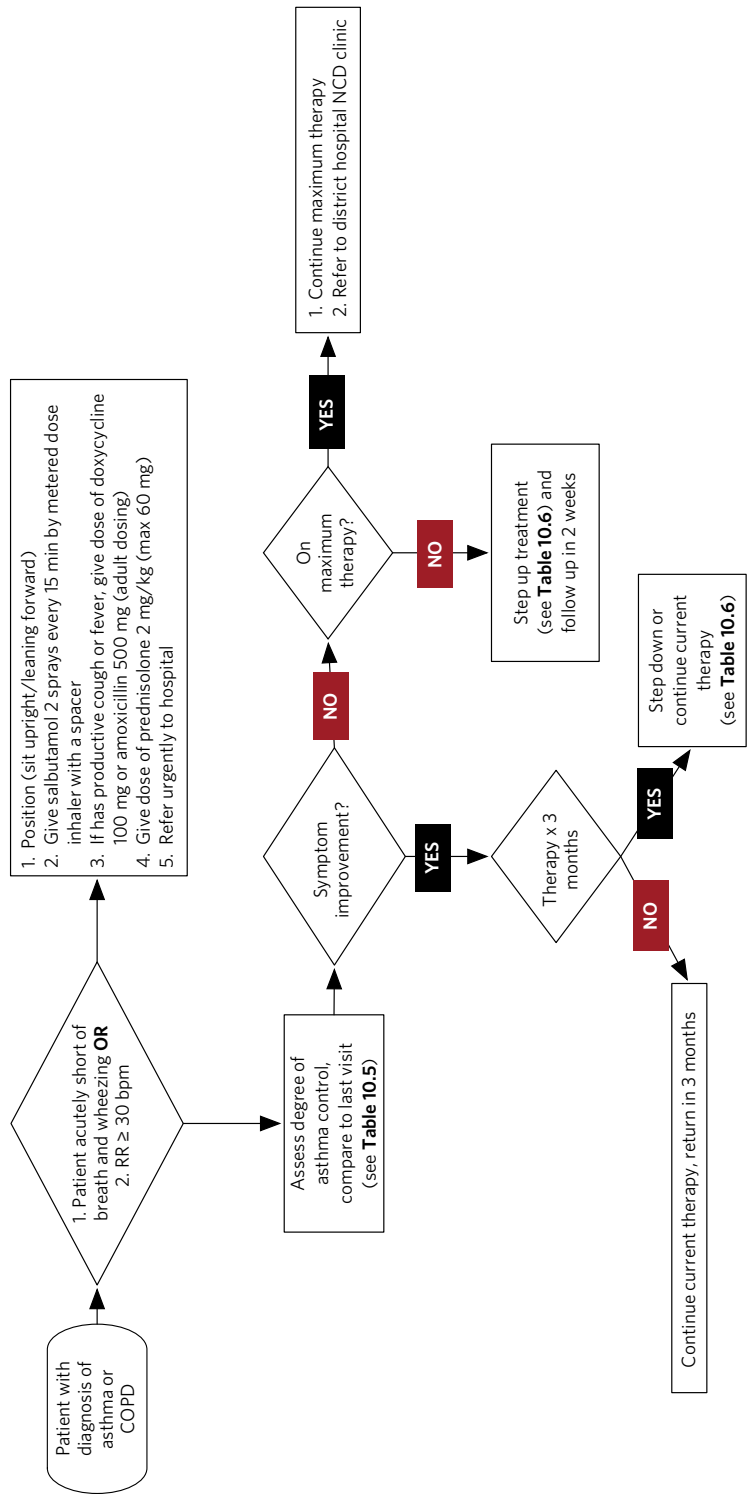 Patient with
diagnosis of
asthma or
COPD
1. Patient acutely short of
breath and wheezing OR
2. RR ≥ 30 bpm
1. Position (sit upright/leaning forward)
2. Give salbutamol 2 sprays every 15 min by metered dose
inhaler with a spacer
3. If has productive cough or fever, give dose of doxycycline
100 mg or amoxicillin 500 mg (adult dosing)
4. Give dose of prednisolone 2 mg/kg (max 60 mg)
5. Refer urgently to hospital
Assess degree of
asthma control,
compare to last visit
(see Table 10.5)
Symptom
improvement?
NO
On
maximum
therapy?
YES
1. Continue maximum therapy
2. Refer to district hospital NCD clinic
NO
Step up treatment
(see Table 10.6) and
follow up in 2 weeks
YES
Therapy x 3
months
NO
Continue current therapy, return in 3 months
YES
Step down or
continue current
therapy
(see Table 10.6)